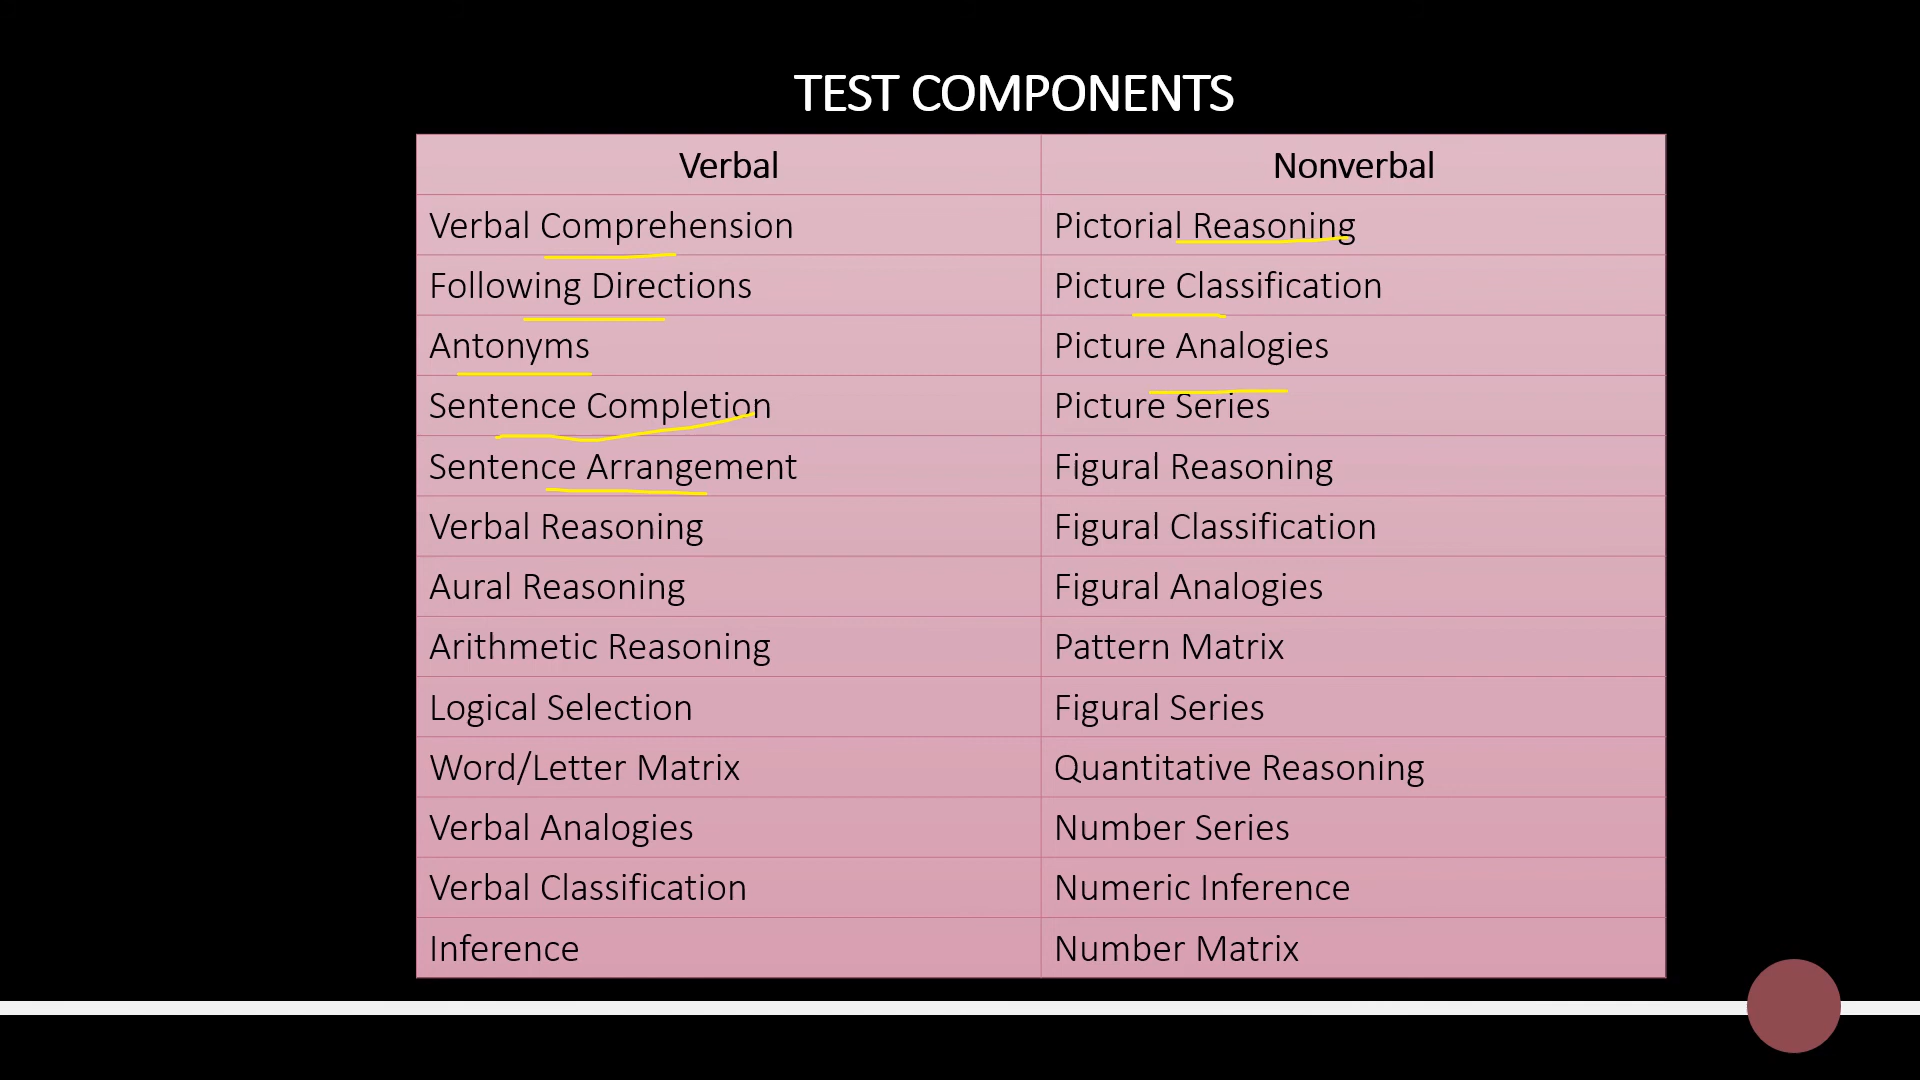 TEST COMPONENTS
Verbal Nonverbal
Verbal Comprehension Pictorial Reasoning
Following Directions Picture Classification
Antonyms Picture Analogies
Sentence Completion Picture Series
Sentence Arrangement Figural Reasoning
Verbal Reasoning Figural Classification
Aural Reasoning Figural Analogies
Arithmetic Reasoning Pattern Matrix
Logical Selection Figural Series
Word/Letter Matrix Quantitative Reasoning
Verbal Analogies Number Series
Verbal Classification Numeric Inference
Inference Number Matrix